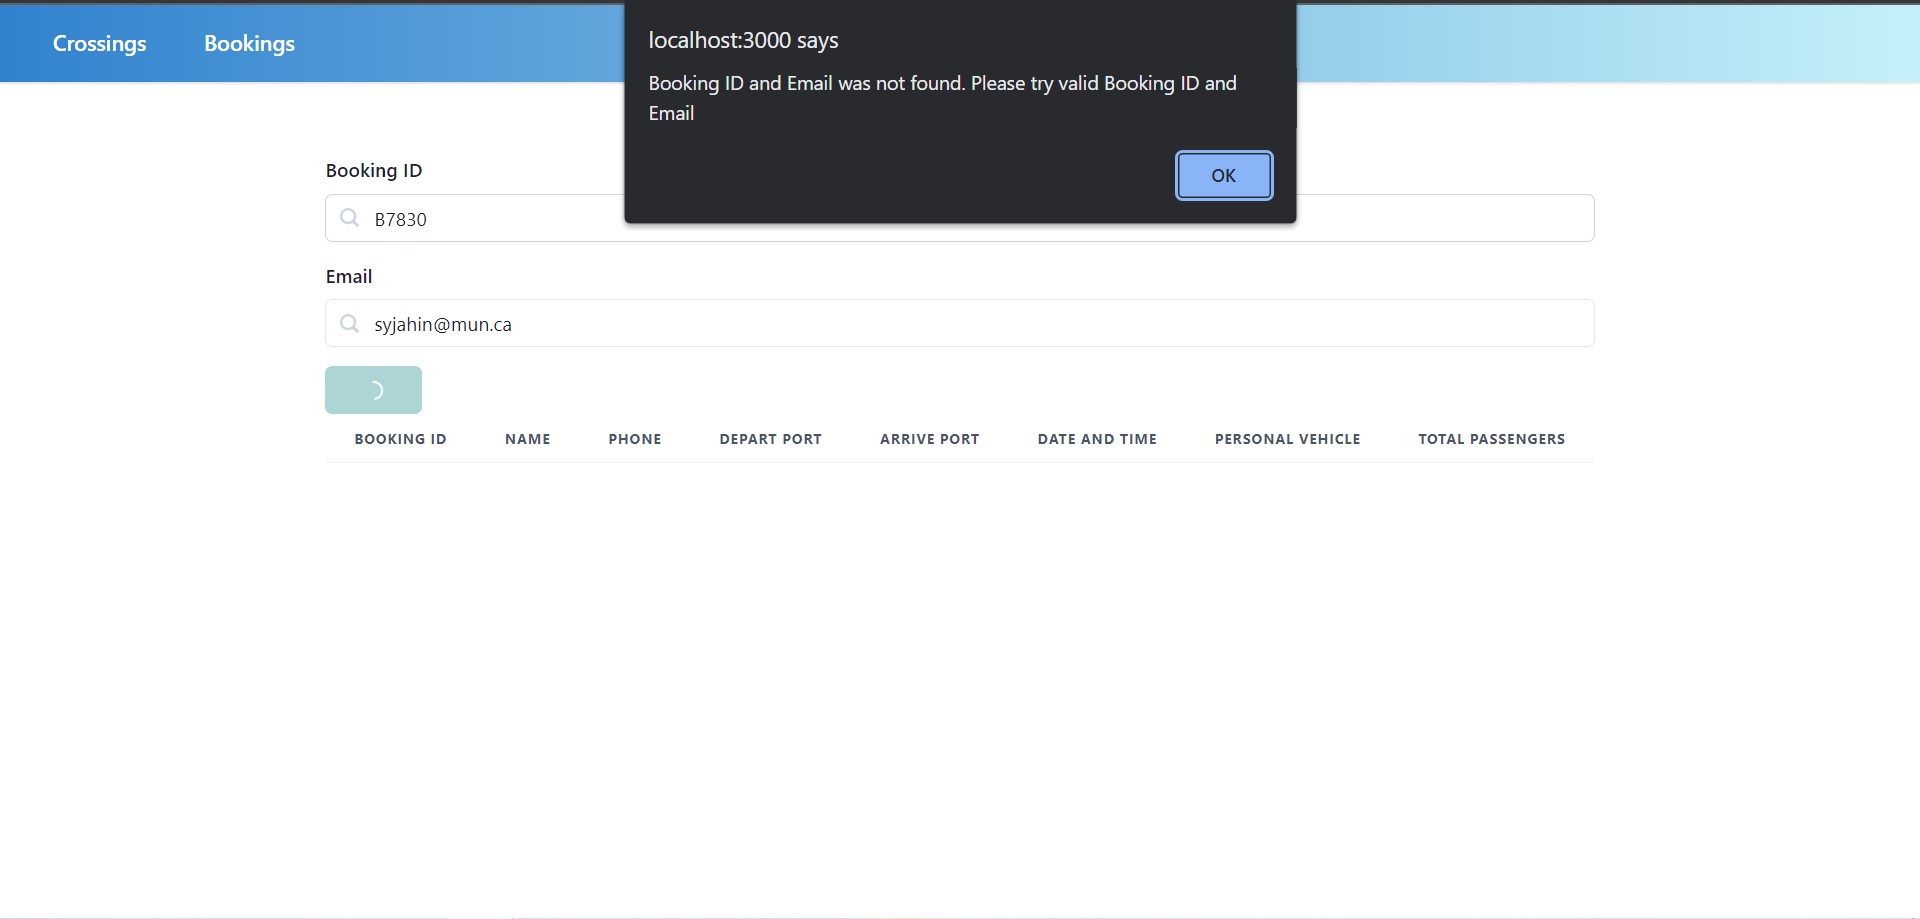 Crossings Bookings
localhost:3000 says
Booking ID and Email was not found. Please try valid Booking ID and
Email
OK
Booking ID
B7830
Email
syjahin@mun.ca
BOOKING ID NAME PHONE DEPART PORT ARRIVE PORT DATE AND TIME PERSONAL VEHICLE TOTAL PASSENGERS